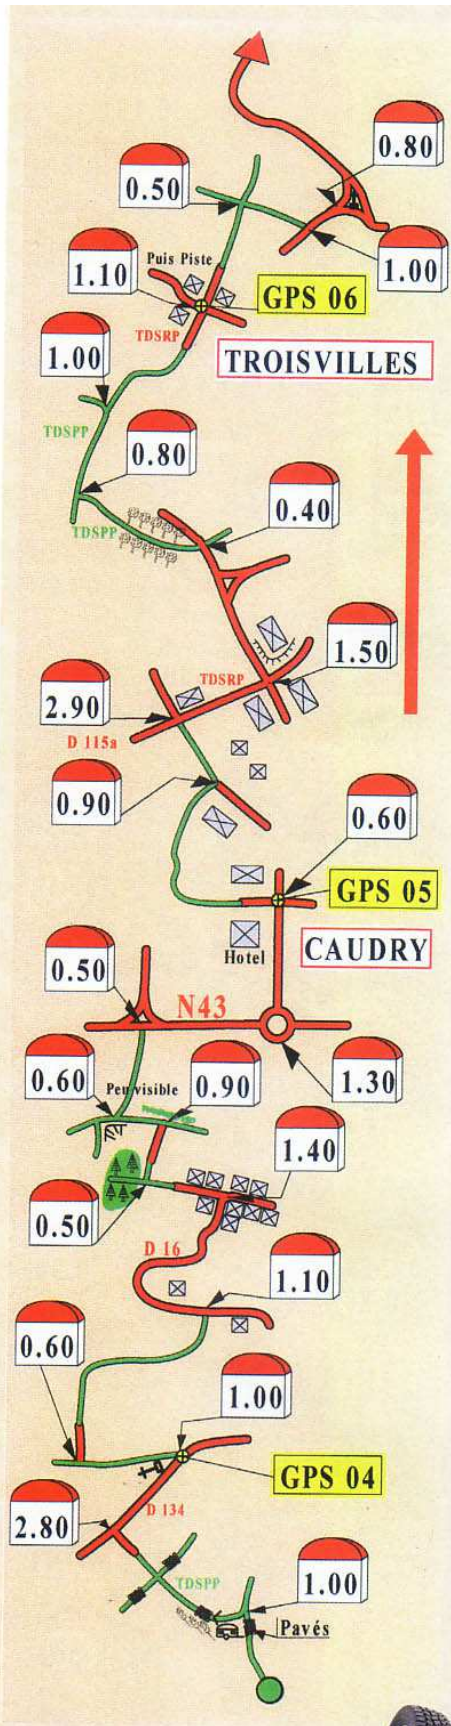 0.80
0.50
1.00
Puis Piste
1.10
GPS 06
TDSRP
TROISVILLES
1.00
TDSPP
0.80
0.40
TDSPP
1.50
TDSRP
2.90
D 115a
0.90
0.60
GPS 05
CAUDRY
Hotel
0.50
N43
1.30
0.60
Peu visible
0.90
1.40
0.50
D 16
1.10
0.60
1.00
GPS 04
D 134
2.80
TDSPP
1.00
Pavés